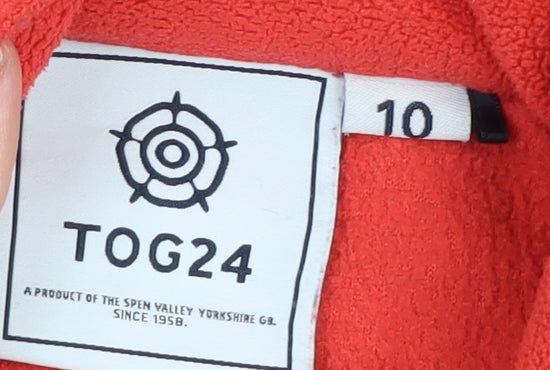 10
TOG24
A PRODUCT OF THE SPEN VALLEY YORKSHIRE GB.
SINCE 1958.